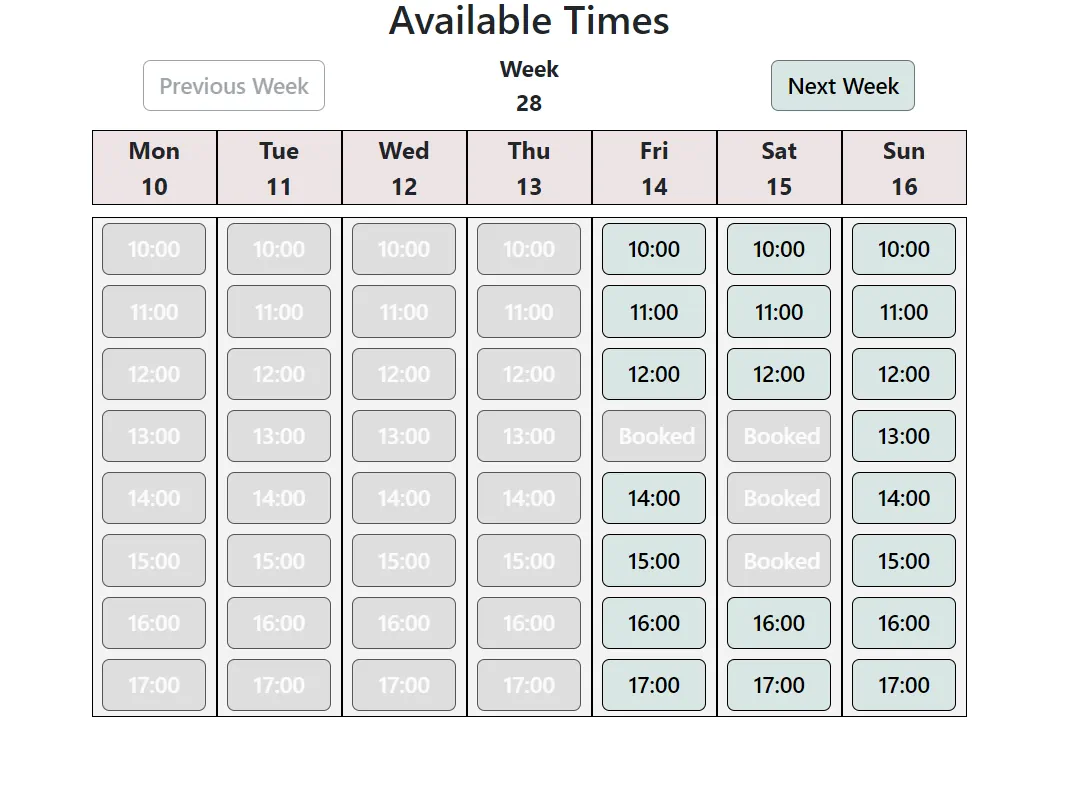 Available Times
Previous Week
Week
28
Next Week
Mon Tue Wed Thu Fri Sat Sun
10 11 12 13 14 15 16
10:00 10:00 10:00 10:00 10:00 10:00 10:00
11:00 11:00 11:00 11:00 11:00 11:00 11:00
12:00 12:00 12:00 12:00 12:00 12:00 12:00
13:00 13:00 13:00 13:00 Booked Booked 13:00
14:00 14:00 14:00 14:00 14:00 Booked 14:00
15:00 15:00 15:00 15:00 15:00 Booked 15:00
16:00 16:00 16:00 16:00 16:00 16:00 16:00
17:00 17:00 17:00 17:00 17:00 17:00 17:00